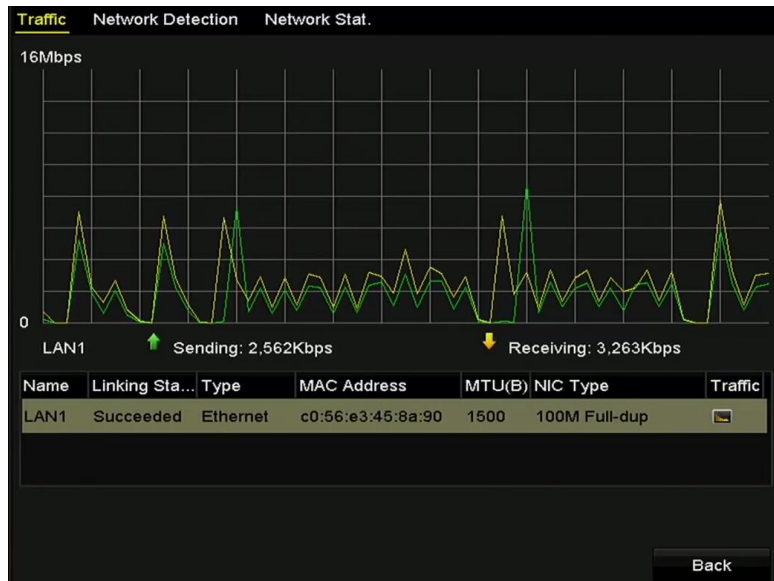 Traffic Network Detection Network Stat.
16Mbps
0
LAN1 Sending: 2,562Kbps Receiving: 3,263Kbps
Name Linking Sta... Type MAC Address MTU(B) NIC Type Traffic
LAN1 Succeeded Ethernet c0:56:e3:45:8a:90 1500 100M Full-dup
Back